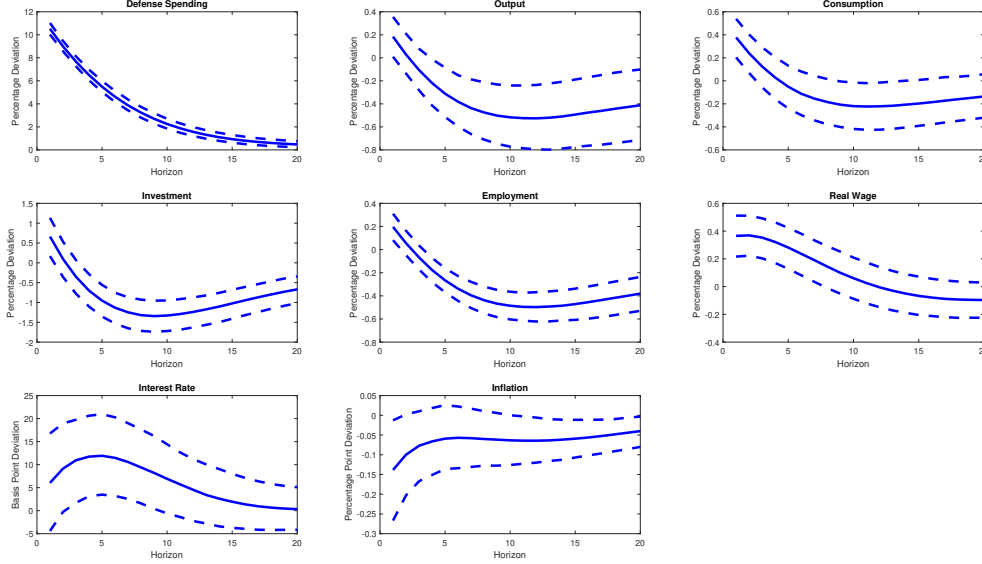 Defense Spending
Percentage Deviation
12
10
8
6
4
2
0
0 5 10 15 20
Horizon
Output
Percentage Deviation
0.4
0.2
0
-0.2
-0.4
-0.6
-0.8
0 5 10 15 20
Horizon
Consumption
Percentage Deviation
0.6
0.4
0.2
0
-0.2
-0.4
-0.6
0 5 10 15 20
Horizon
Investment
Percentage Deviation
1.5
1
0.5
0
-0.5
-1
-1.5
-2
0 5 10 15 20
Horizon
Employment
Percentage Deviation
0.4
0.2
0
-0.2
-0.4
-0.6
-0.8
0 5 10 15 20
Horizon
Real Wage
Percentage Deviation
0.6
0.4
0.2
0
-0.2
-0.4
0 5 10 15 20
Horizon
Interest Rate
Basis Point Deviation
25
20
15
10
5
0
-5
0 5 10 15 20
Horizon
Inflation
Percentage Point Deviation
0.05
0
-0.05
-0.1
-0.15
-0.2
-0.25
-0.3
0 5 10 15 20
Horizon